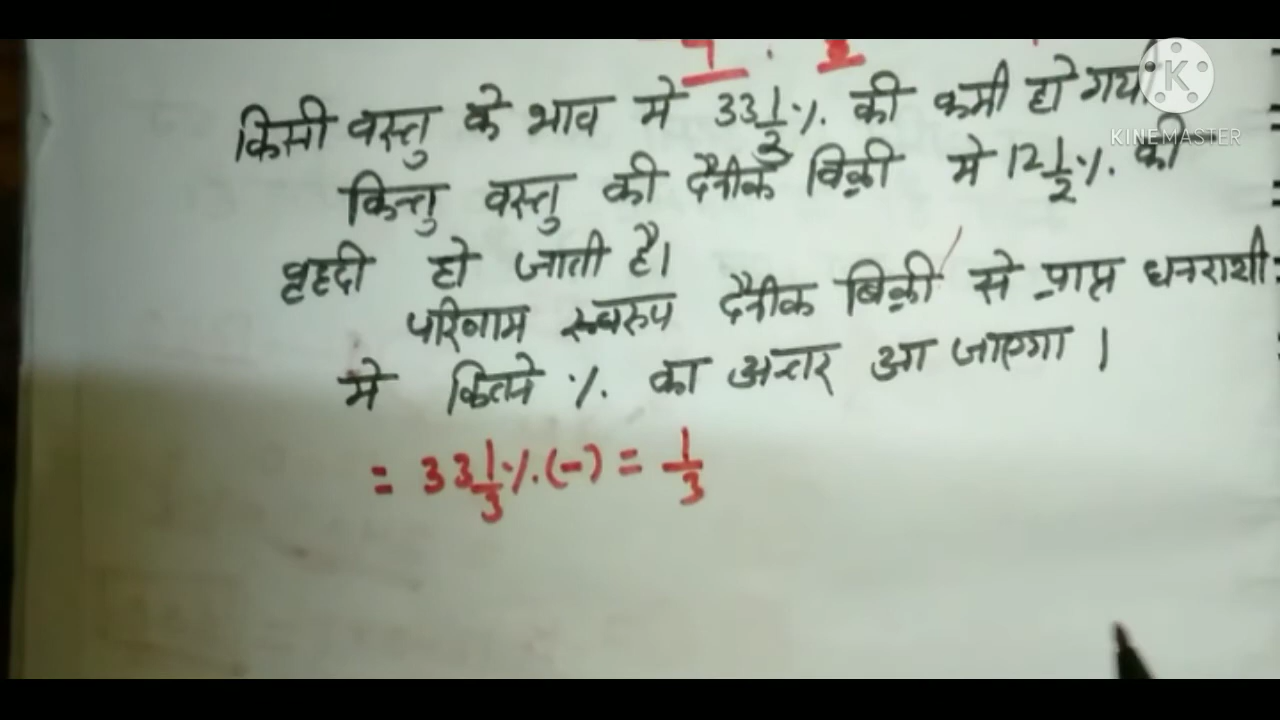 किसी वस्तु के भाव मे 33 1/3 %. की कमी हो गयी
KINEMASTER
किन्तु वस्तु की दैनीक बिक्री मे 12 1/2 %. की
वृहदी हो जाती है।
परिनाम स्वरुप दैनीक बिक्री से प्राप्त धनराशी
मे कितने %. का अन्तर आ जाएगा ।
= 33 1/3 %. (-) = 1/3